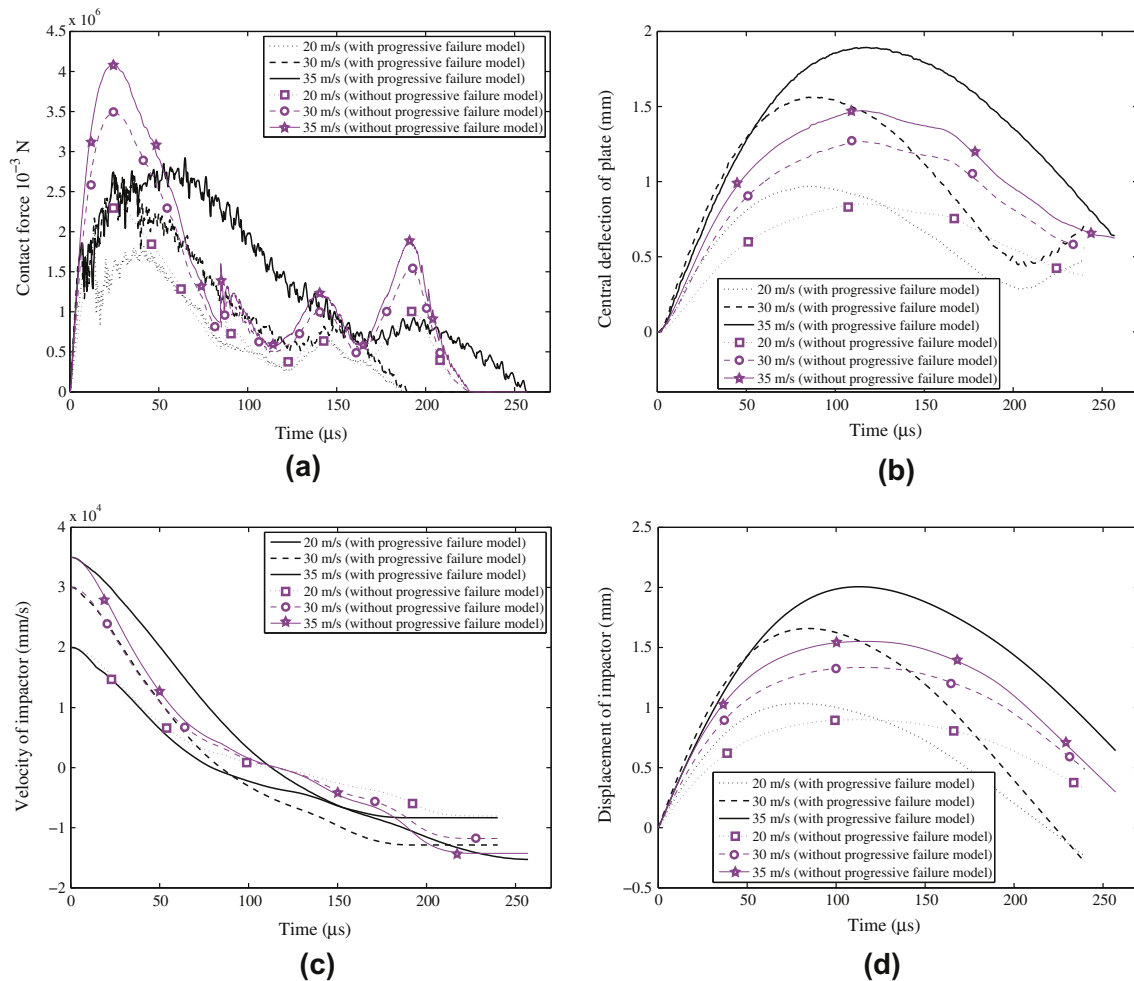 x 10⁶
4.5
4
3.5
3
2.5
2
1.5
1
0.5
0
Contact force 10⁻³ N
20 m/s (with progressive failure model)
30 m/s (with progressive failure model)
35 m/s (with progressive failure model)
20 m/s (without progressive failure model)
30 m/s (without progressive failure model)
35 m/s (without progressive failure model)
0 50 100 150 200 250
Time (μs)
(a)
2
1.5
1
0.5
0
Central deflection of plate (mm)
20 m/s (with progressive failure model)
30 m/s (with progressive failure model)
35 m/s (with progressive failure model)
20 m/s (without progressive failure model)
30 m/s (without progressive failure model)
35 m/s (without progressive failure model)
0 50 100 150 200 250
Time (μs)
(b)
x 10⁴
4
3
2
1
0
−1
−2
Velocity of impactor (mm/s)
20 m/s (with progressive failure model)
30 m/s (with progressive failure model)
35 m/s (with progressive failure model)
20 m/s (without progressive failure model)
30 m/s (without progressive failure model)
35 m/s (without progressive failure model)
0 50 100 150 200 250
Time (μs)
(c)
2.5
2
1.5
1
0.5
0
−0.5
Displacement of impactor (mm)
20 m/s (with progressive failure model)
30 m/s (with progressive failure model)
35 m/s (with progressive failure model)
20 m/s (without progressive failure model)
30 m/s (without progressive failure model)
35 m/s (without progressive failure model)
0 50 100 150 200 250
Time (μs)
(d)